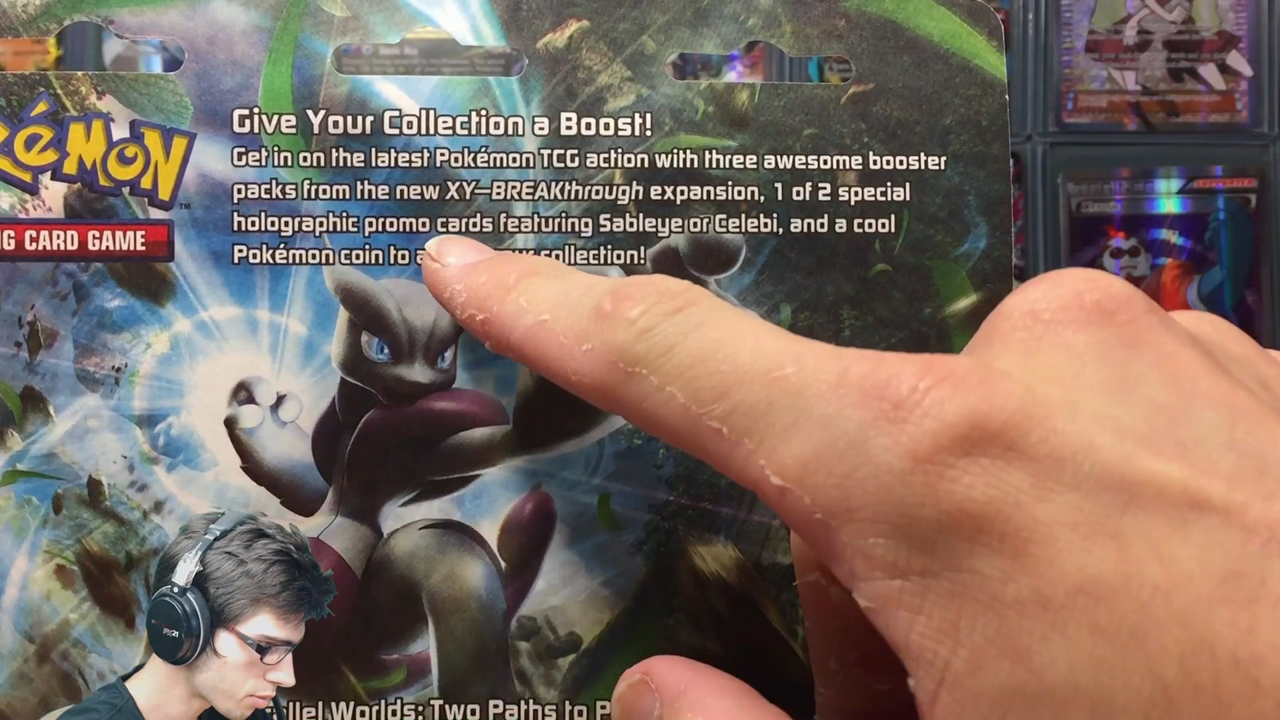 POKéMON
NG CARD GAME
Give Your Collection a Boost!
Get in on the latest Pokémon TCG action with three awesome booster
packs from the new XY—BREAKthrough expansion, 1 of 2 special
holographic promo cards featuring Sableye or Celebi, and a cool
Pokémon coin to collection!
Worlds: Two Paths to